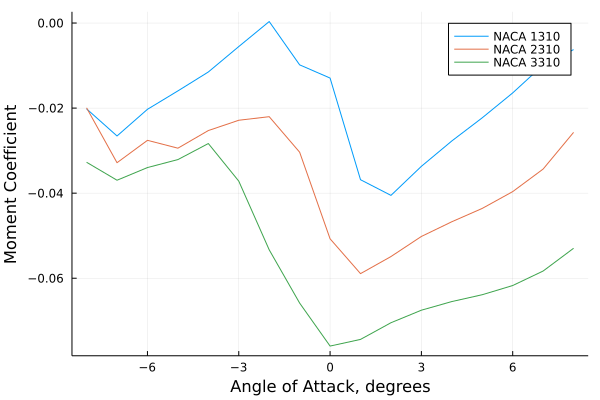 0.00
−0.02
−0.04
−0.06
Moment Coefficient
NACA 1310
NACA 2310
NACA 3310
−6
−3
0
3
6
Angle of Attack, degrees